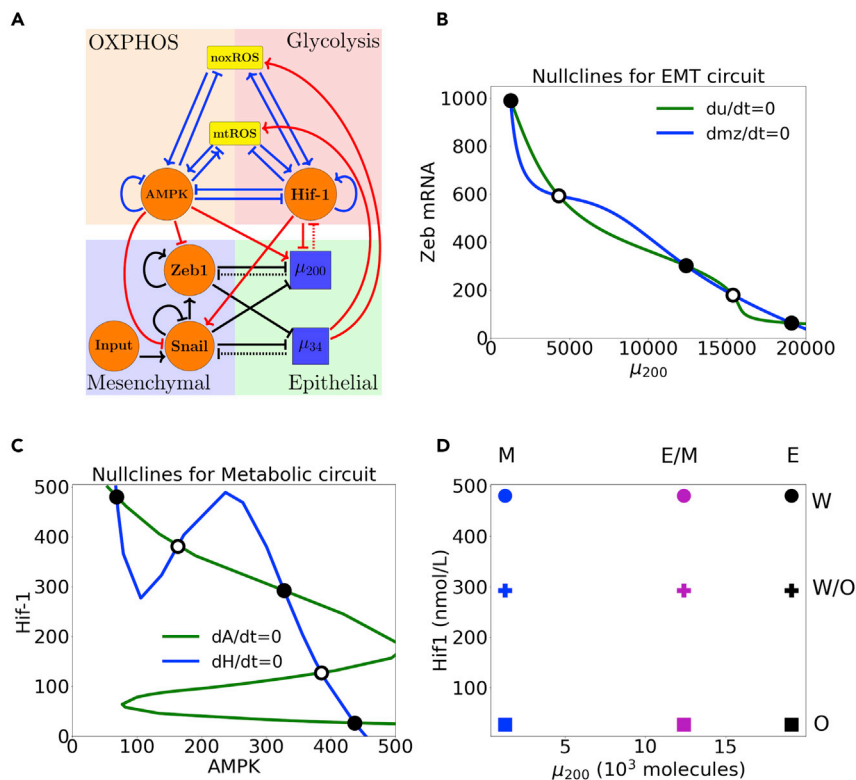 A
OXPHOS
Glycolysis
noxROS
mtROS
AMPK
Hif-1
Zeb1
μ200
Input
Snail
μ34
Mesenchymal
Epithelial
B
Nullclines for EMT circuit
1000
800
600
400
200
0
Zeb mRNA
du/dt=0
dmz/dt=0
0 5000 10000 15000 20000
μ200
C
Nullclines for Metabolic circuit
500
400
300
200
100
0
Hif-1
dA/dt=0
dH/dt=0
0 100 200 300 400 500
AMPK
D
M E/M E
500
400
300
200
100
Hif1 (nmol/L)
W
W/O
O
5 10 15 20
μ200 (10³ molecules)